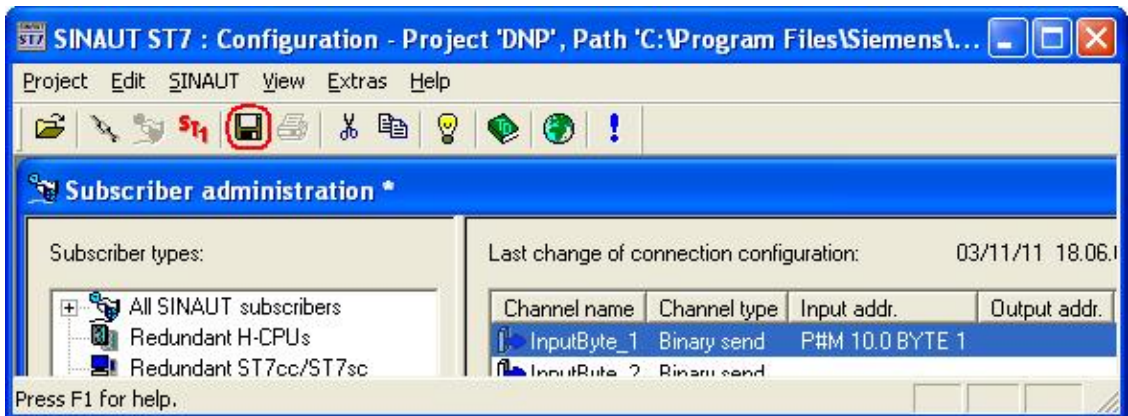 SINAUT ST7 : Configuration - Project 'DNP', Path 'C:\Program Files\Siemens\...
Project Edit SINAUT View Extras Help
Subscriber administration *
Subscriber types:
All SINAUT subscribers
Redundant H-CPUs
Redundant ST7cc/ST7sc
Last change of connection configuration: 03/11/11 18.06.
Channel name Channel type Input addr. Output addr.
InputByte_1 Binary send P#M 10.0 BYTE 1
InputByte_2 Binary send
Press F1 for help.